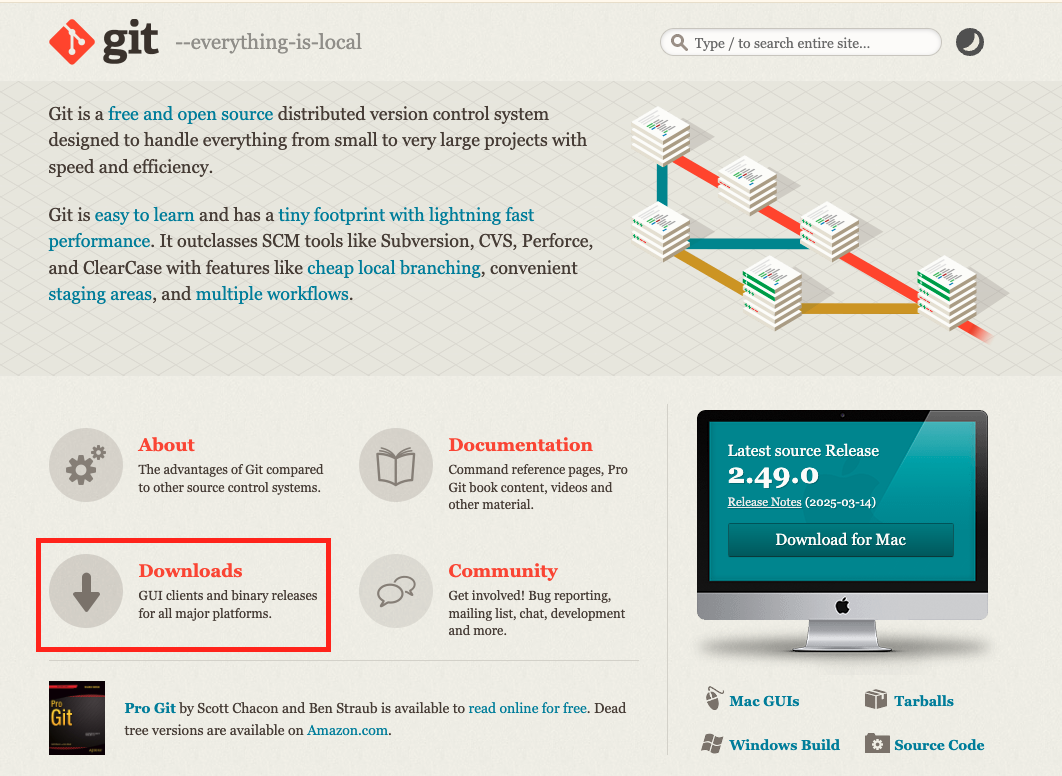 git --everything-is-local
Type / to search entire site...
Git is a free and open source distributed version control system
designed to handle everything from small to very large projects with
speed and efficiency.
Git is easy to learn and has a tiny footprint with lightning fast
performance. It outclasses SCM tools like Subversion, CVS, Perforce,
and ClearCase with features like cheap local branching, convenient
staging areas, and multiple workflows.
About
The advantages of Git compared
to other source control systems.
Documentation
Command reference pages, Pro
Git book content, videos and
other material.
Downloads
GUI clients and binary releases
for all major platforms.
Community
Get involved! Bug reporting,
mailing list, chat, development
and more.
Pro
Git
Pro Git by Scott Chacon and Ben Straub is available to read online for free. Dead
tree versions are available on Amazon.com.
Latest source Release
2.49.0
Release Notes (2025-03-14)
Download for Mac
Mac GUIs
Tarballs
Windows Build
Source Code